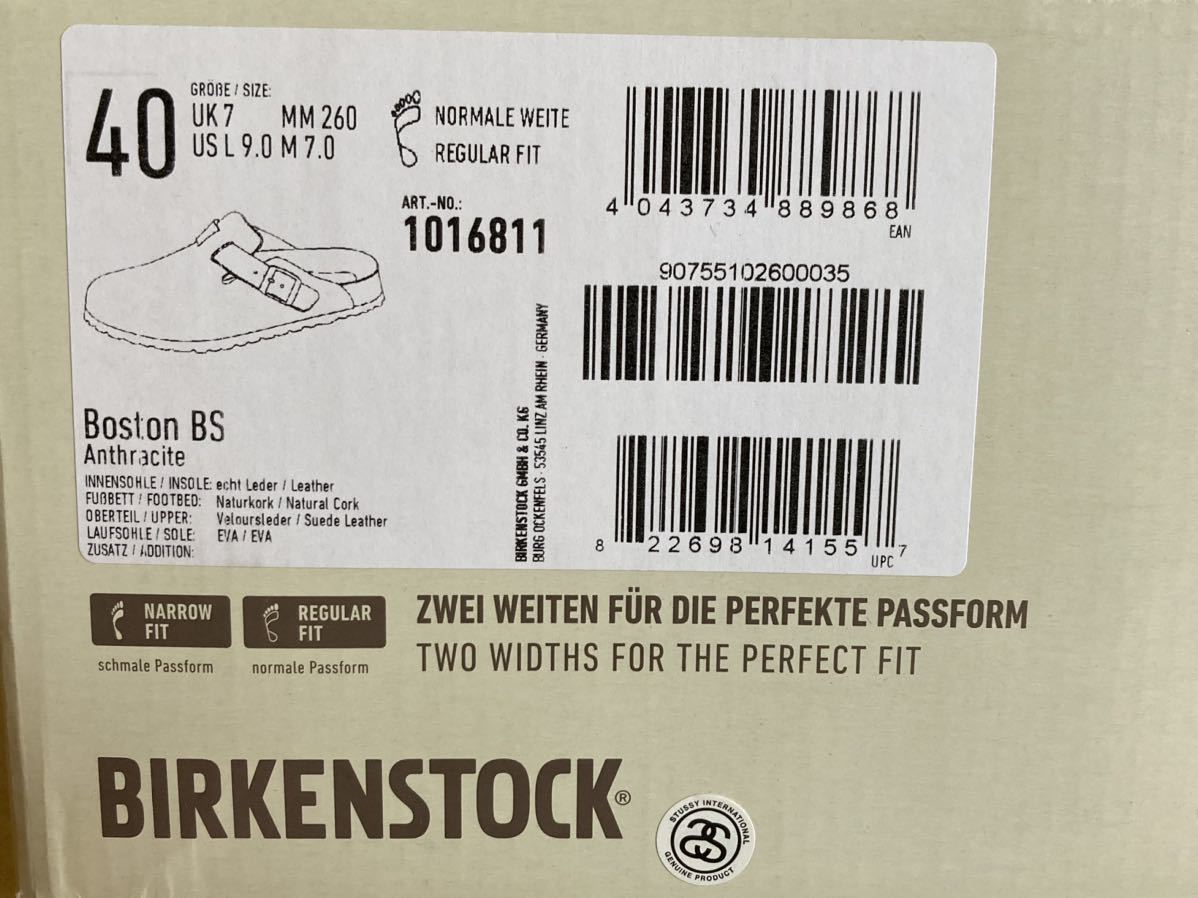 40
GRÖßE / SIZE:
UK 7 MM 260
US L 9.0 M 7.0
NORMALE WEITE
REGULAR FIT
ART.-NO.:
1016811
4 043734 889868
EAN
90755102600035
8 22698 14155 7
UPC
Boston BS
Anthracite
INNENSOHLE / INSOLE: echt Leder / Leather
FUßBETT / FOOTBED: Naturkork / Natural Cork
OBERTEIL / UPPER: Veloursleder / Suede Leather
LAUFSOHLE / SOLE: EVA / EVA
ZUSATZ / ADDITION:
BIRKENSTOCK GMBH & CO. KG
BURG OCKENFELS · 53545 LINZ AM RHEIN · GERMANY
NARROW
FIT
schmale Passform
REGULAR
FIT
normale Passform
ZWEI WEITEN FÜR DIE PERFEKTE PASSFORM
TWO WIDTHS FOR THE PERFECT FIT
BIRKENSTOCK®
STUSSY INTERNATIONAL
GENUINE PRODUCT